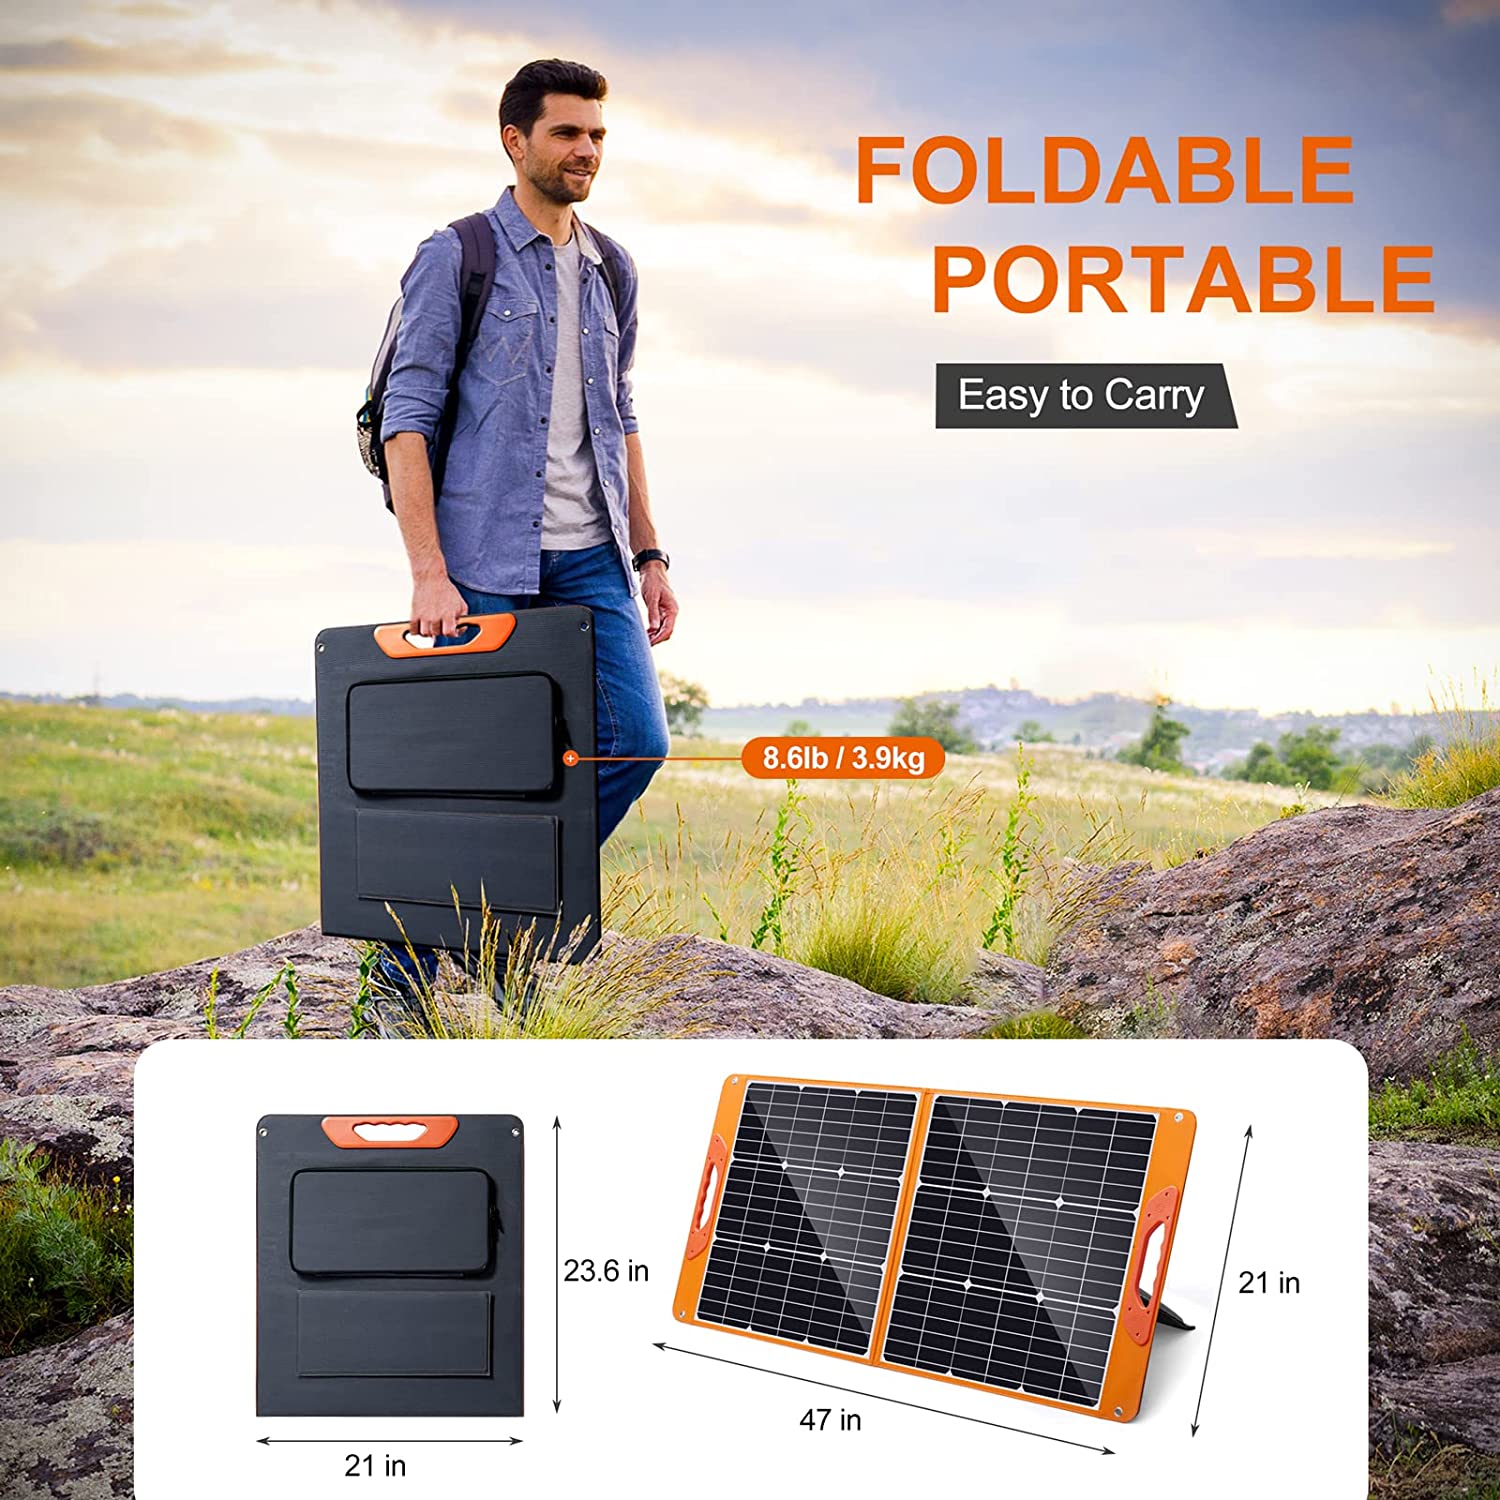 FOLDABLE
PORTABLE
Easy to Carry
8.6lb / 3.9kg
23.6 in
21 in
47 in
21 in